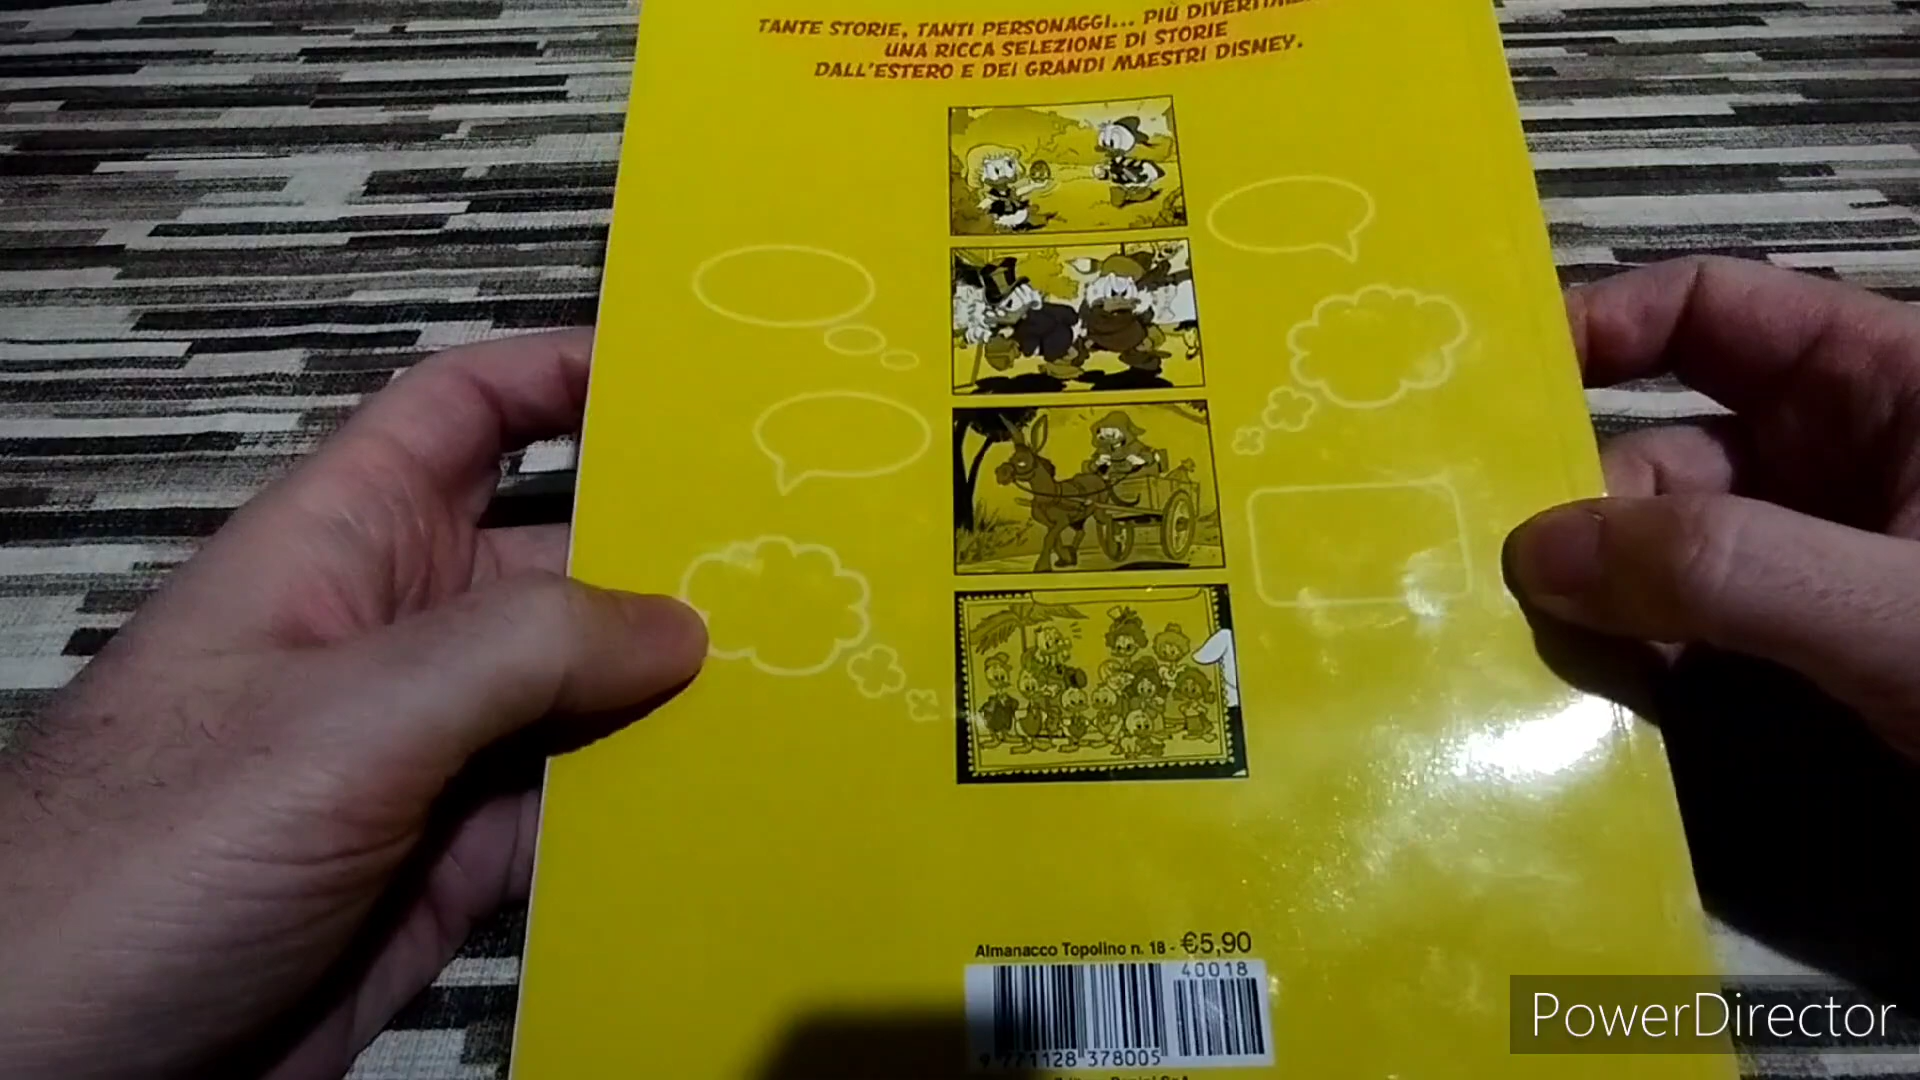 TANTE STORIE, TANTI PERSONAGGI... PIÙ
UNA RICCA SELEZIONE DI STORIE
DALL'ESTERO E DEI GRANDI MAESTRI DISNEY.
Almanacco Topolino n. 18 - €5,90
40018
9 771128 378005
PowerDirector